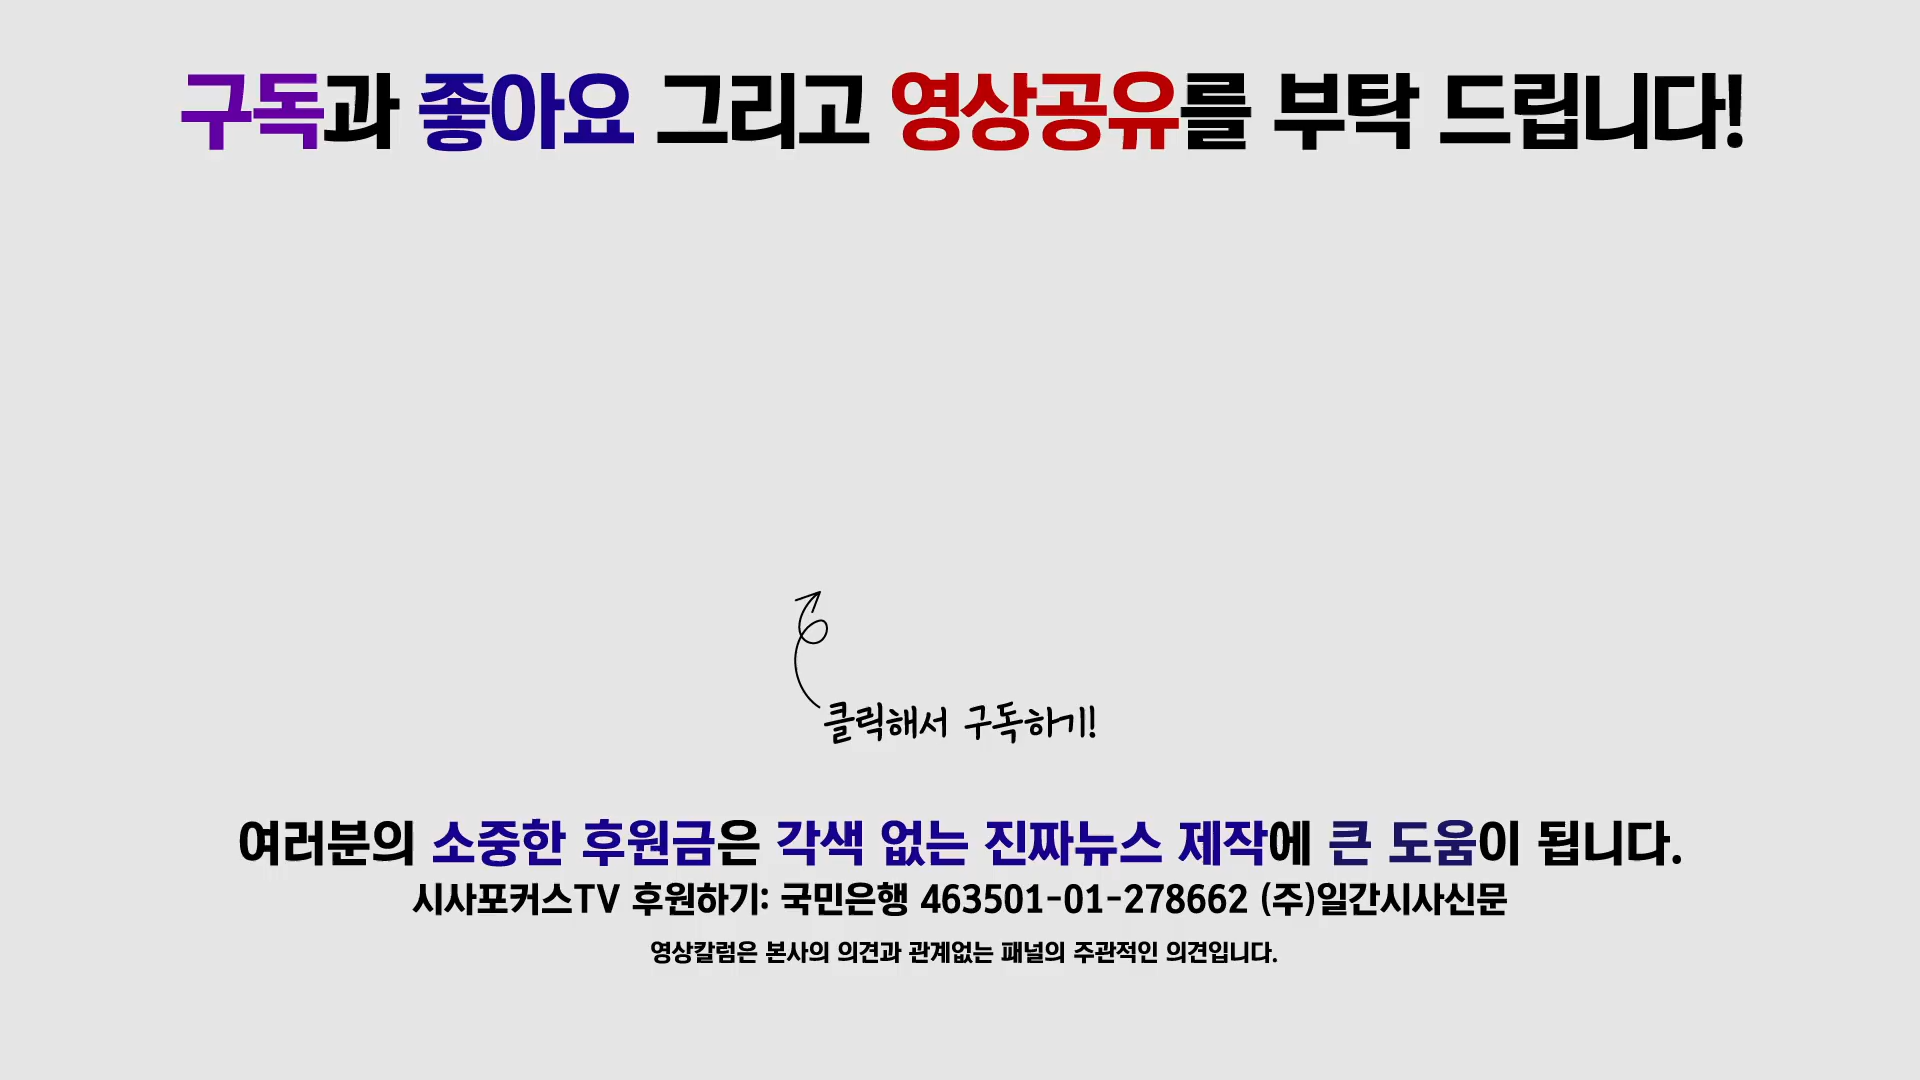 구독과 좋아요 그리고 영상공유를 부탁 드립니다!
클릭해서 구독하기!
여러분의 소중한 후원금은 각색 없는 진짜뉴스 제작에 큰 도움이 됩니다.
시사포커스TV 후원하기: 국민은행 463501-01-278662 (주)일간시사신문
영상칼럼은 본사의 의견과 관계없는 패널의 주관적인 의견입니다.